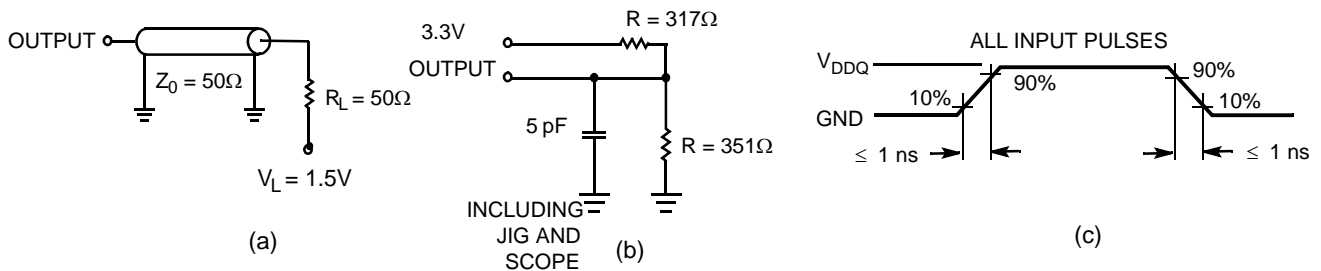 OUTPUT
Z0 = 50Ω
RL = 50Ω
VL = 1.5V
(a)
R = 317Ω
3.3V
OUTPUT
5 pF
R = 351Ω
INCLUDING
JIG AND
SCOPE
(b)
ALL INPUT PULSES
VDDQ
90%
90%
10%
10%
GND
≤ 1 ns
≤ 1 ns
(c)